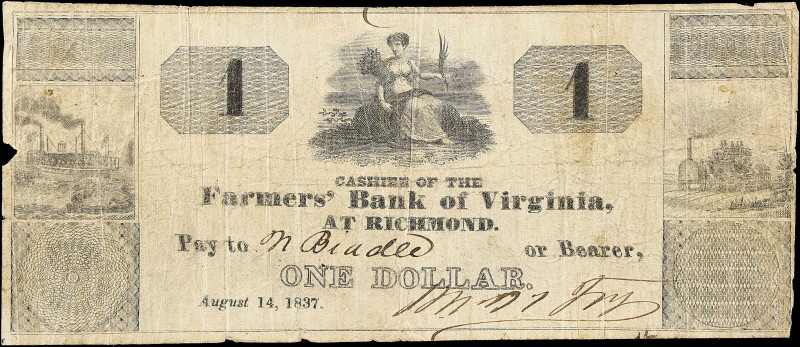 1 1
CASHIER OF THE
Farmers' Bank of Virginia,
AT RICHMOND.
Pay to N Beadle or Bearer,
ONE DOLLAR.
August 14, 1837.